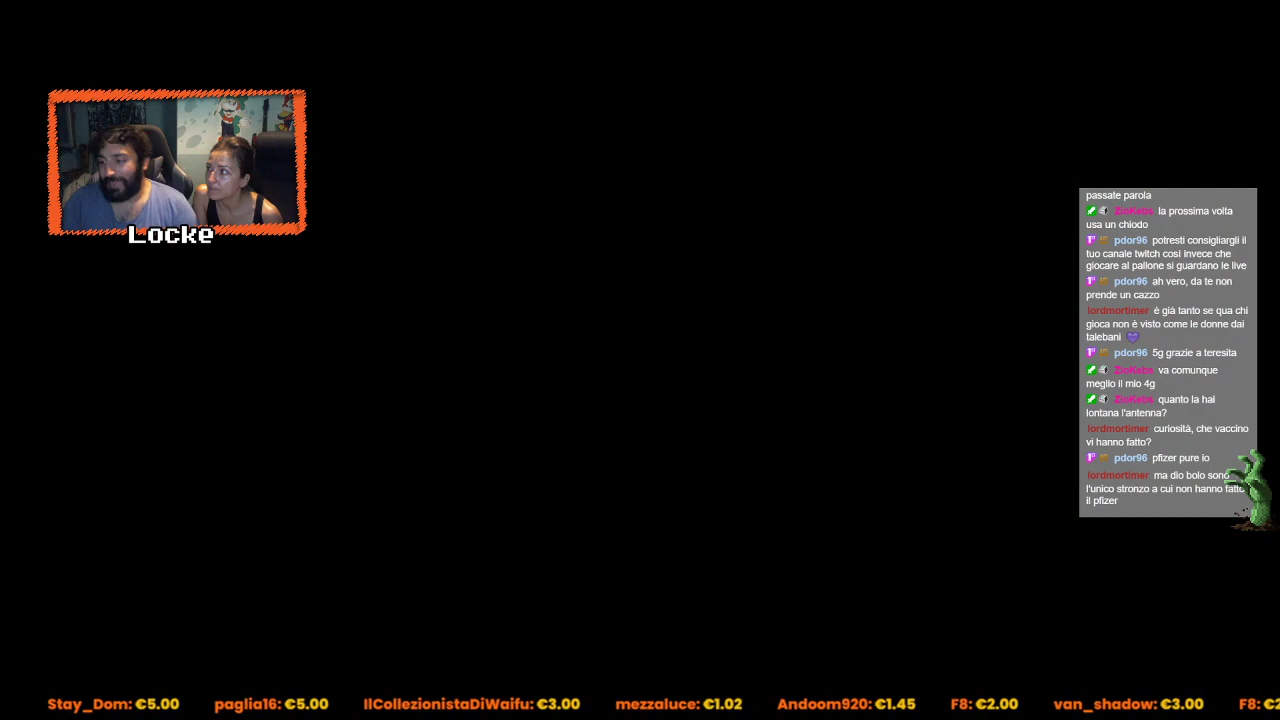 Locke
passate parola
ZioKebs la prossima volta
usa un chiodo
pdor96 potresti consigliargli il
tuo canale twitch così invece che
giocare al pallone si guardano le live
pdor96 ah vero, da te non
prende un cazzo
lordmortimer è già tanto se qua chi
gioca non è visto come le donne dai
talebani
pdor96 5g grazie a teresita
ZioKebs va comunque
meglio il mio 4g
ZioKebs quanto la hai
lontana l'antenna?
lordmortimer curiosità, che vaccino
vi hanno fatto?
pdor96 pfizer pure io
lordmortimer ma dio boio sono
l'unico stronzo a cui non hanno fatto
il pfizer
Stay_Dom: €5.00 paglia16: €5.00 IlCollezionistaDiWaifu: €3.00 mezzaluce: €1.02 Andoom920: €1.45 F8: €2.00 van_shadow: €3.00 F8: